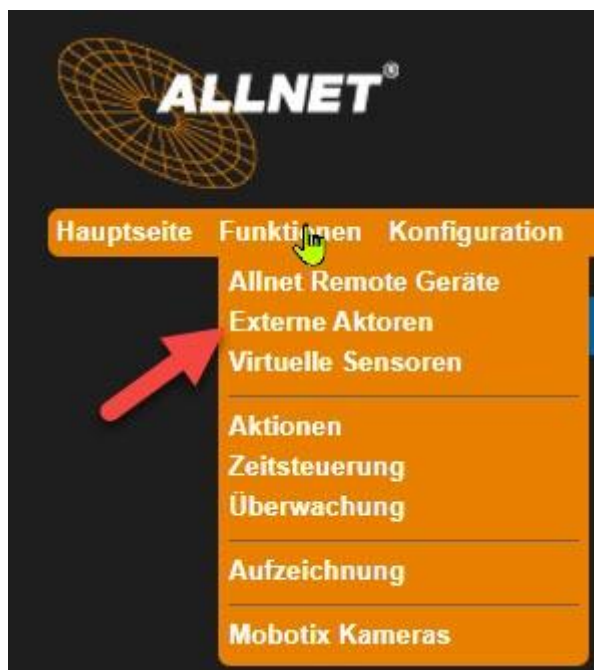 ALLNET®
Hauptseite Funktionen Konfiguration
Allnet Remote Geräte
Externe Aktoren
Virtuelle Sensoren
Aktionen
Zeitsteuerung
Überwachung
Aufzeichnung
Mobotix Kameras